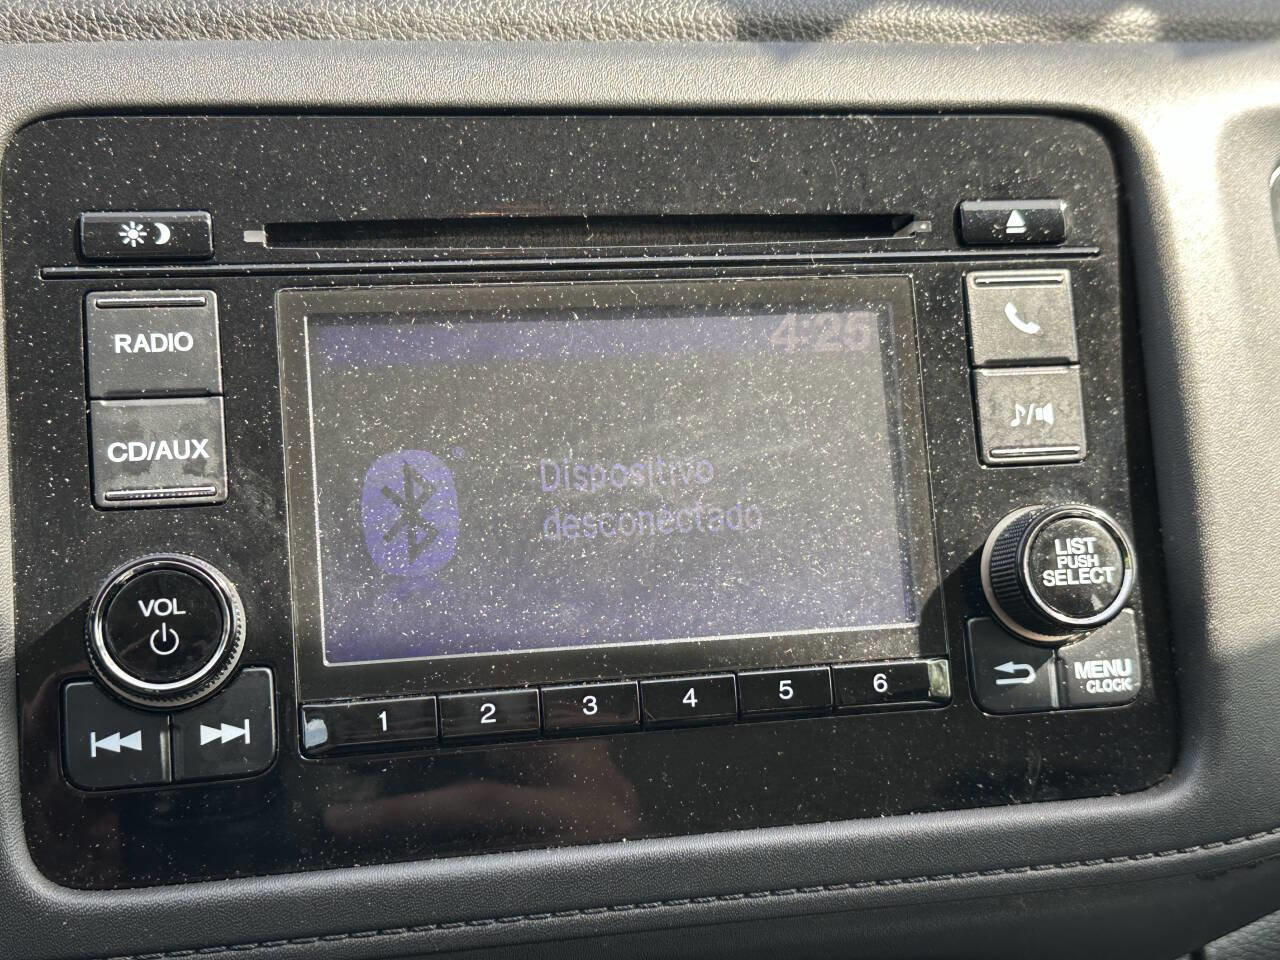 RADIO
CD/AUX
4:25
Dispositivo
desconectado
VOL
LIST
PUSH
SELECT
MENU
CLOCK
1 2 3 4 5 6